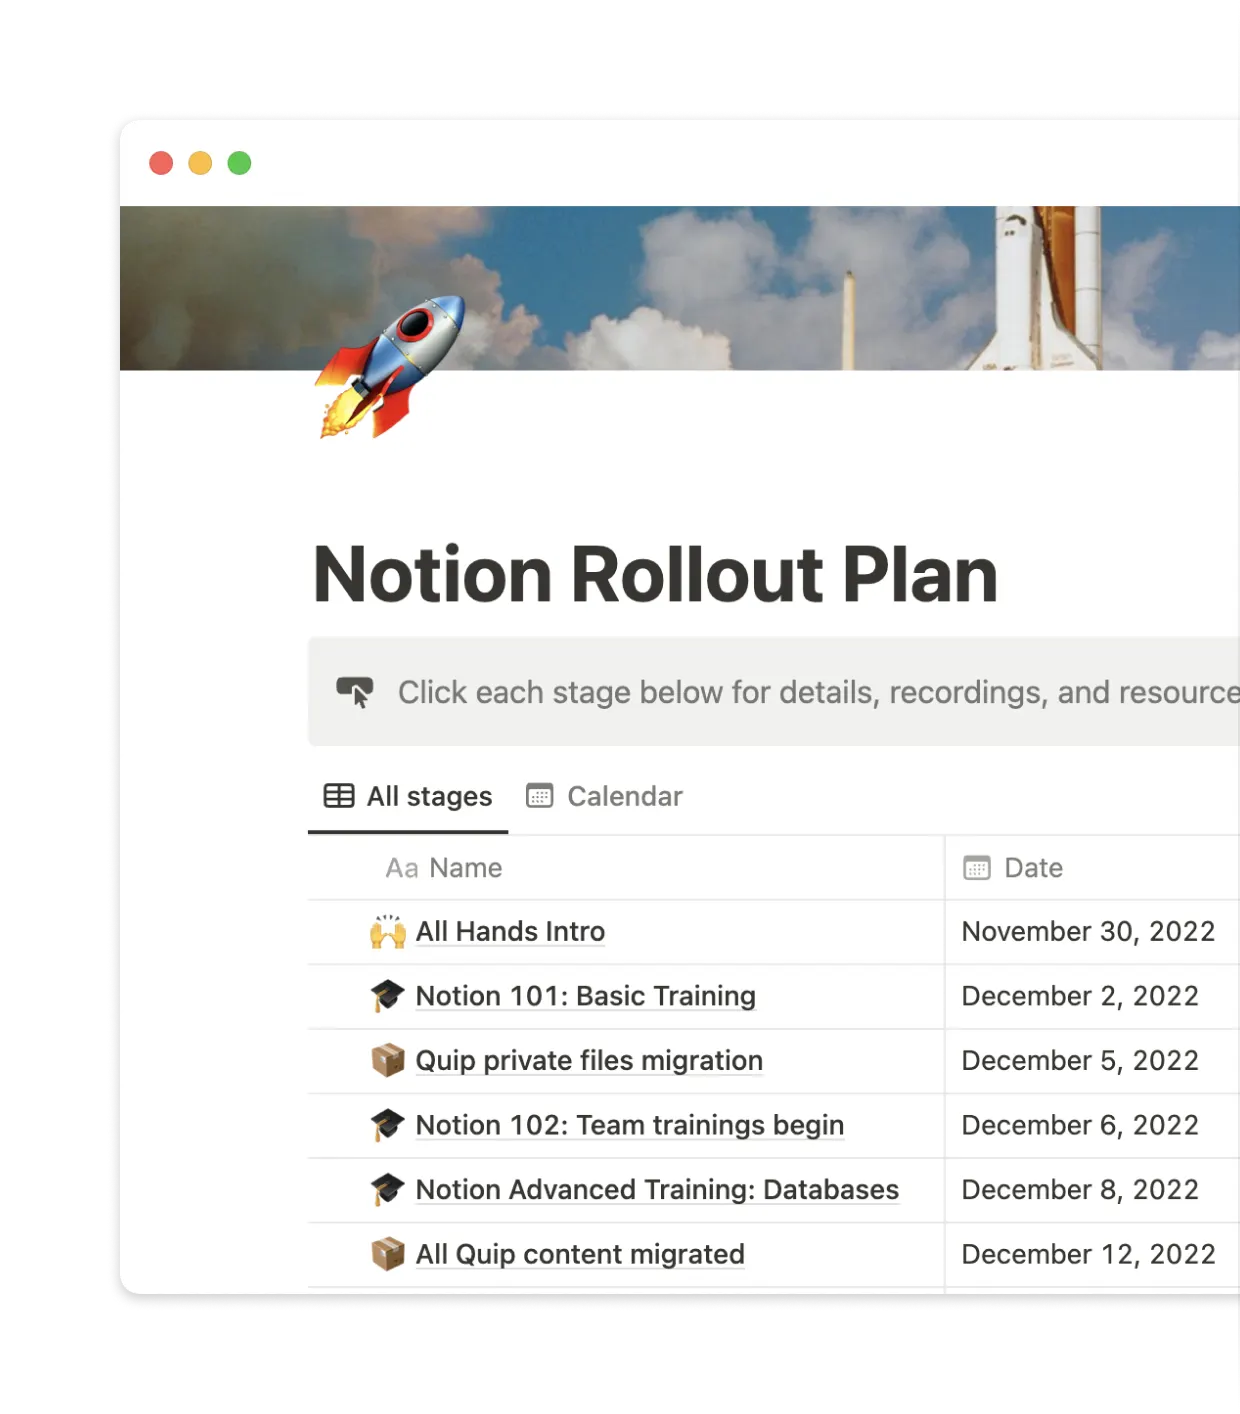 Notion Rollout Plan
Click each stage below for details, recordings, and resource
All stages Calendar
Aa Name Date
All Hands Intro November 30, 2022
Notion 101: Basic Training December 2, 2022
Quip private files migration December 5, 2022
Notion 102: Team trainings begin December 6, 2022
Notion Advanced Training: Databases December 8, 2022
All Quip content migrated December 12, 2022